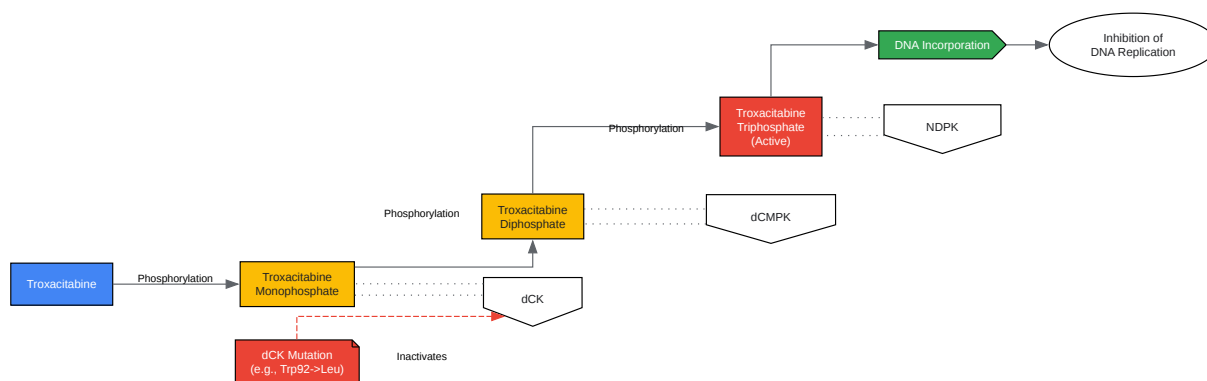 Inhibition of
DNA Replication
DNA Incorporation
Troxacitabine
Triphosphate
(Active)
Phosphorylation
NDPK
Troxacitabine
Diphosphate
Phosphorylation
dCMPK
Troxacitabine
Phosphorylation
Troxacitabine
Monophosphate
dCK
dCK Mutation
(e.g., Trp92->Leu)
Inactivates